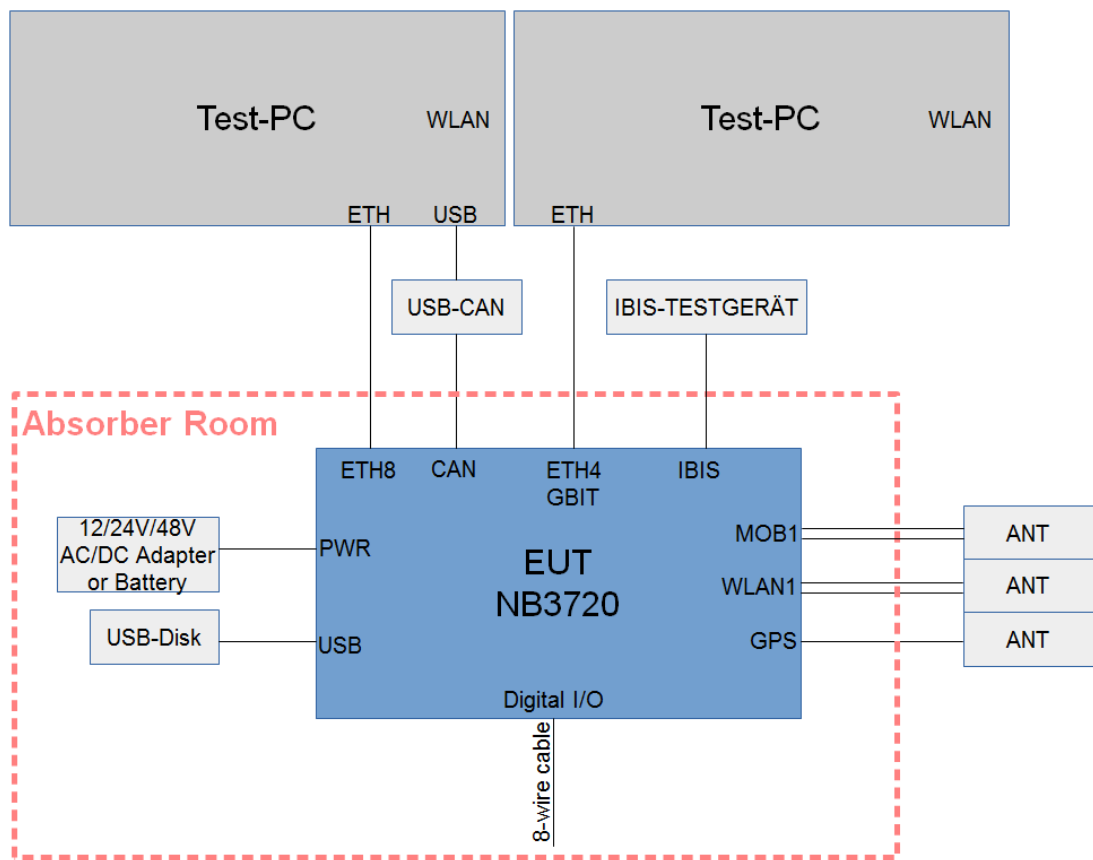 Test-PC
WLAN
ETH
USB
Test-PC
WLAN
ETH
USB-CAN
IBIS-TESTGERÄT
Absorber Room
ETH8
CAN
ETH4
GBIT
IBIS
12/24V/48V
AC/DC Adapter
or Battery
PWR
USB-Disk
USB
EUT
NB3720
MOB1
WLAN1
GPS
ANT
ANT
ANT
Digital I/O
8-wire cable